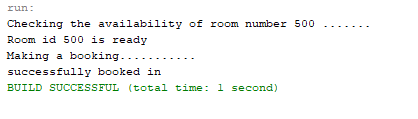 run:
Checking the availability of room number 500 .......
Room id 500 is ready
Making a booking...........
successfully booked in
BUILD SUCCESSFUL (total time: 1 second)